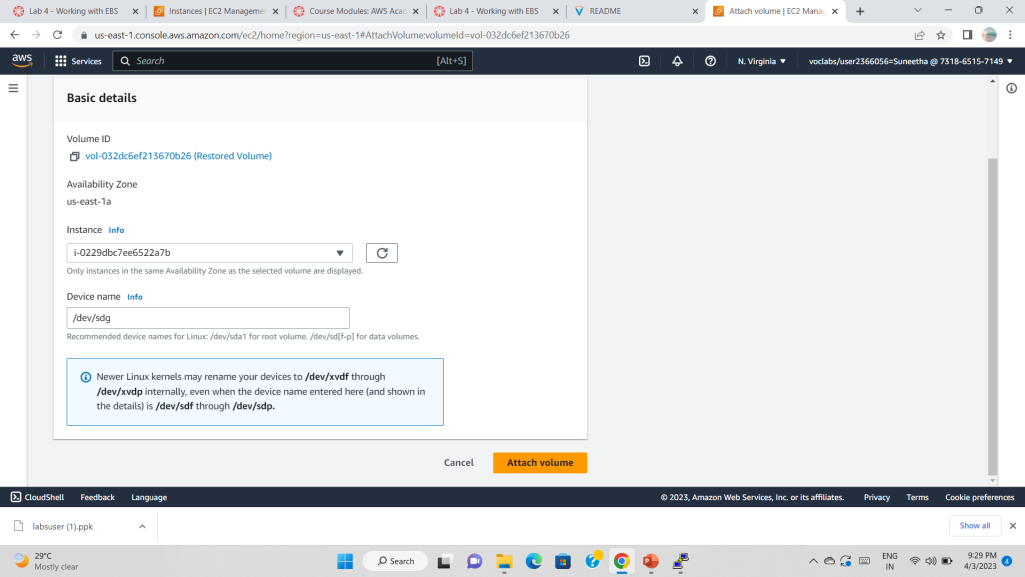 Lab 4 - Working with EBS
Instances | EC2 Managemen
Course Modules: AWS Acad
Lab 4 - Working with EBS
README
Attach volume | EC2 Manag
us-east-1.console.aws.amazon.com/ec2/home?region=us-east-1#AttachVolume:volumeId=vol-032dc6ef213670b26
aws
Services
Search
[Alt+S]
N. Virginia
voclabs/user2366056=Suneetha @ 7318-6515-7149
Basic details
Volume ID
vol-032dc6ef213670b26 (Restored Volume)
Availability Zone
us-east-1a
Instance Info
i-0229dbc7ee6522a7b
Only instances in the same Availability Zone as the selected volume are displayed.
Device name Info
/dev/sdg
Recommended device names for Linux: /dev/sda1 for root volume. /dev/sd[f-p] for data volumes.
Newer Linux kernels may rename your devices to /dev/xvdf through
/dev/xvdp internally, even when the device name entered here (and shown in
the details) is /dev/sdf through /dev/sdp.
Cancel
Attach volume
CloudShell
Feedback
Language
© 2023, Amazon Web Services, Inc. or its affiliates.
Privacy
Terms
Cookie preferences
labsuser (1).ppk
Show all
29°C
Mostly clear
Search
ENG
IN
9:29 PM
4/3/2023
4